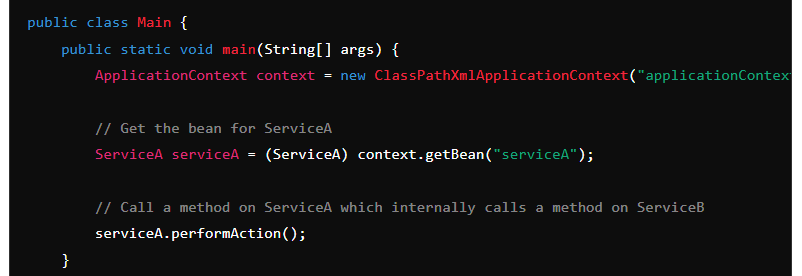 public class Main {
public static void main(String[] args) {
ApplicationContext context = new ClassPathXmlApplicationContext("applicationContext
// Get the bean for ServiceA
ServiceA serviceA = (ServiceA) context.getBean("serviceA");
// Call a method on ServiceA which internally calls a method on ServiceB
serviceA.performAction();
}